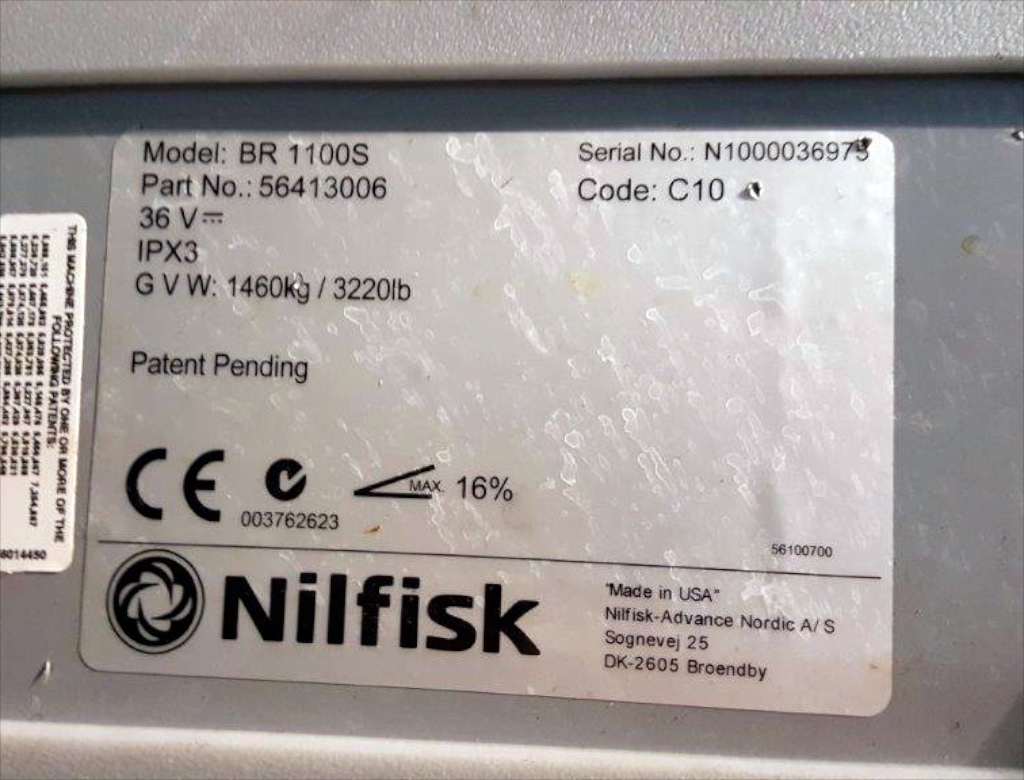 Model: BR 1100S
Part No.: 56413006
36 V
IPX3
G V W: 1460kg / 3220lb
Serial No.: N1000036975
Code: C10
Patent Pending
CE
003762623
MAX. 16%
56100700
Nilfisk
"Made in USA"
Nilfisk-Advance Nordic A/S
Sognevej 25
DK-2605 Broendby
THIS MACHINE PROTECTED BY ONE OR MORE OF THE
FOLLOWING PATENTS: